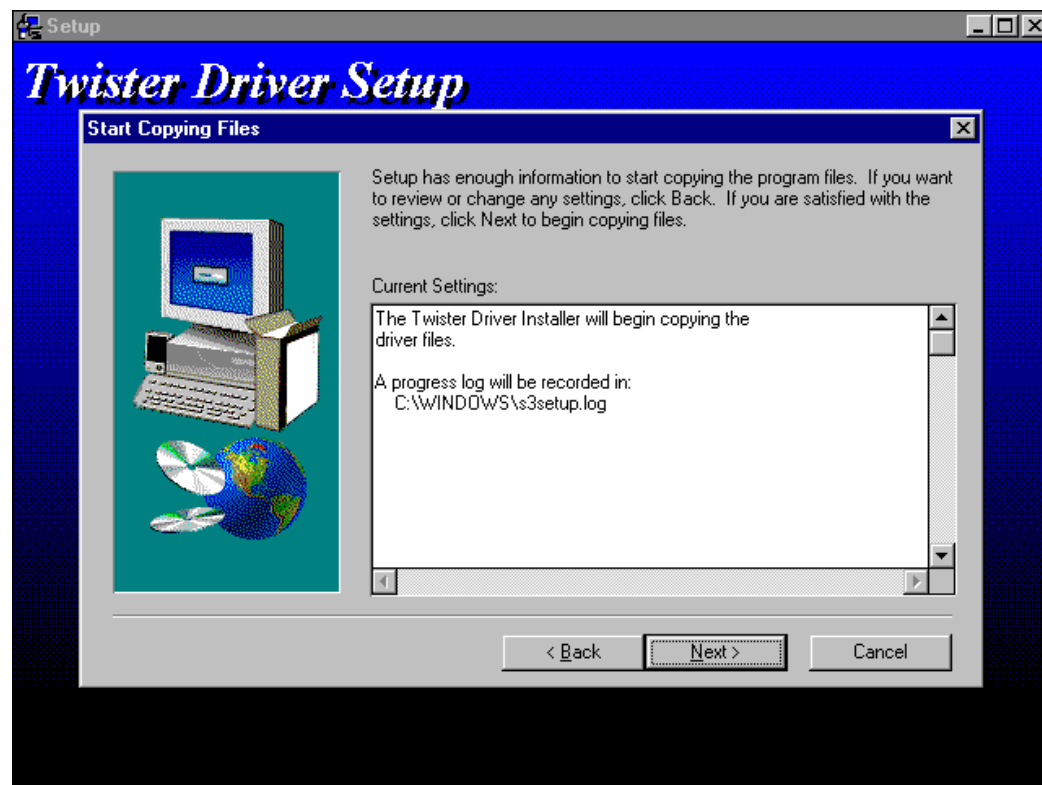 Setup
Twister Driver Setup
Start Copying Files
Setup has enough information to start copying the program files.  If you want
to review or change any settings, click Back.  If you are satisfied with the
settings, click Next to begin copying files.
Current Settings:
The Twister Driver Installer will begin copying the
driver files.
A progress log will be recorded in:
C:\WINDOWS\s3setup.log
< Back
Next >
Cancel